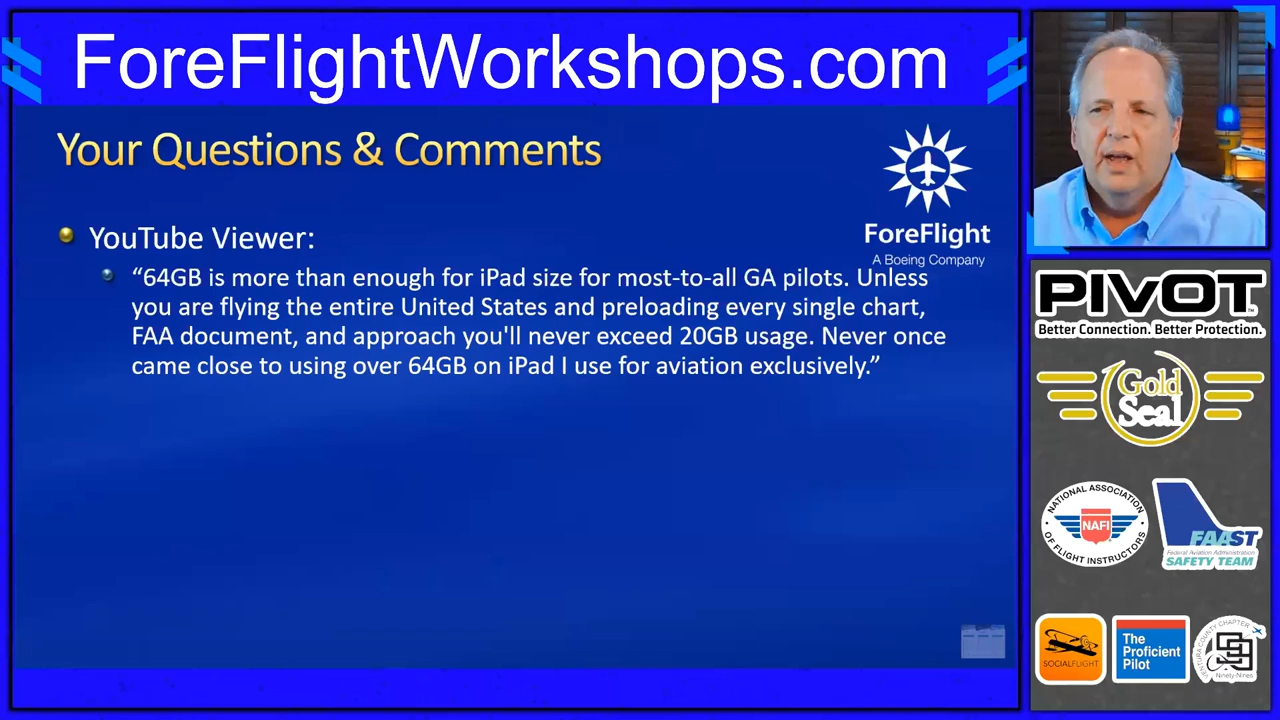 ForeFlightWorkshops.com
Your Questions & Comments
ForeFlight
A Boeing Company
YouTube Viewer:
“64GB is more than enough for iPad size for most-to-all GA pilots. Unless
you are flying the entire United States and preloading every single chart,
FAA document, and approach you'll never exceed 20GB usage. Never once
came close to using over 64GB on iPad I use for aviation exclusively.”
PIVOT
Better Connection. Better Protection.
Gold
Seal
NATIONAL ASSOCIATION
NAFI
OF FLIGHT INSTRUCTORS
FAAST
Federal Aviation Administration
SAFETY TEAM
SOCIALFLIGHT
The
Proficient
Pilot
VENTURA COUNTY CHAPTER
99
Ninety-Nines